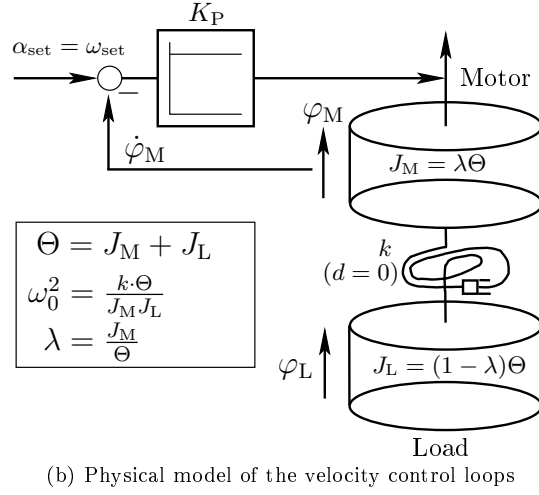 K_P
α_set = ω_set
−
Motor
φ_M
φ̇_M
J_M = λΘ
Θ = J_M + J_L
ω_0^2 = k·Θ / J_M J_L
λ = J_M / Θ
k
(d = 0)
φ_L
J_L = (1 − λ)Θ
Load
(b) Physical model of the velocity control loops